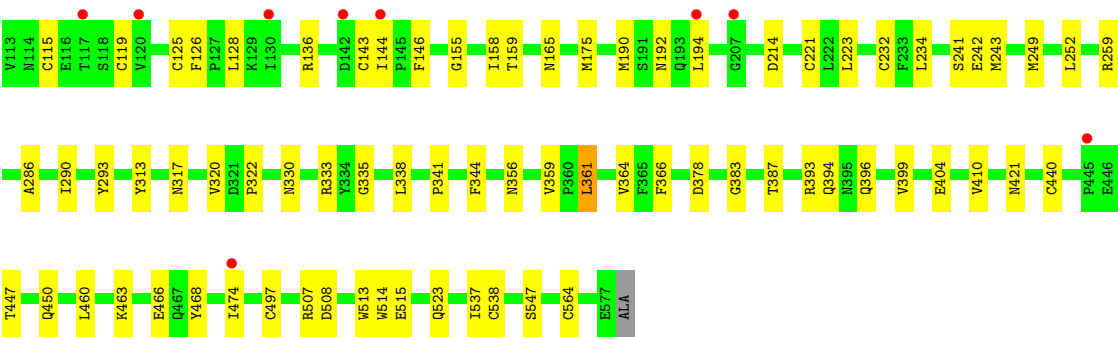 V113 N114 C115 E116 T117 S118 C119 V120 C125 F126 P127 L128 K129 I130 R136 D142 C143 I144 P145 F146 G155 I158 T159 N165 M175 M190 S191 N192 Q193 L194 G207 D214 C221 L222 L223 C232 F233 L234 S241 E242 M243 M249 L252 R259
A286 I290 Y293 Y313 N317 V320 D321 P322 N330 R333 Y334 G335 L338 P341 F344 N356 V359 P360 L361 V364 F365 F366 D378 G383 T387 R393 Q394 N395 Q396 V399 E404 V410 N421 C440 P445 E446
T447 Q450 L460 K463 E466 Q467 Y468 I474 C497 R507 D508 W513 W514 E515 Q523 I537 C538 S547 C564 E577 ALA